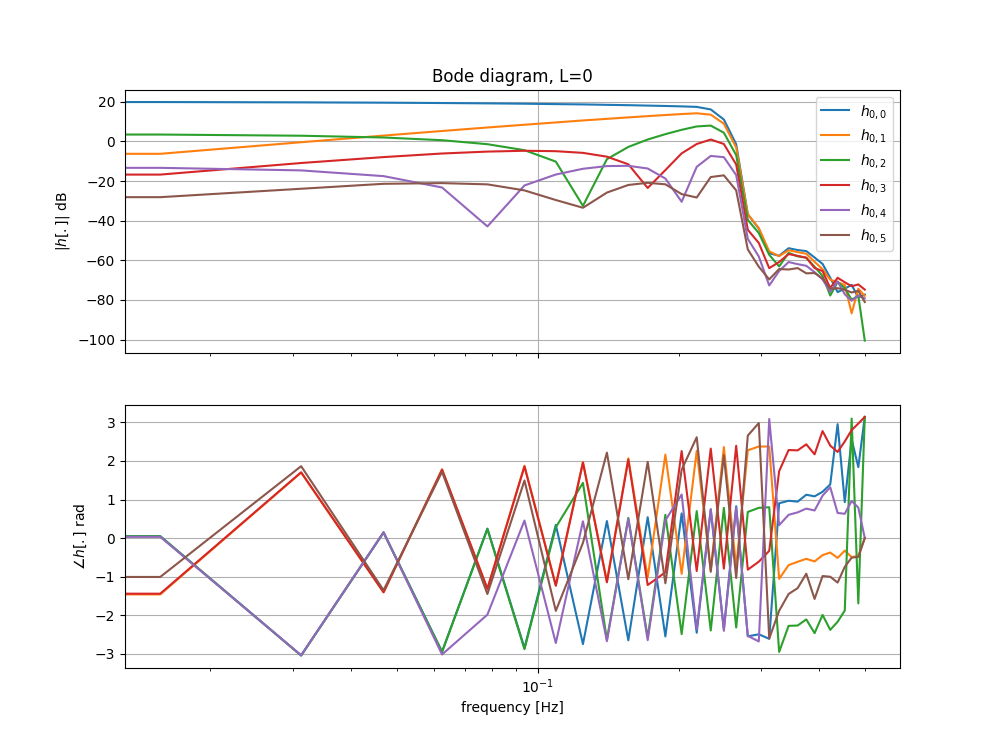 Bode diagram, L=0
20
0
−20
−40
−60
−80
−100
|h[.]| dB
h0,0
h0,1
h0,2
h0,3
h0,4
h0,5
3
2
1
0
−1
−2
−3
∠h[.] rad
10−1
frequency [Hz]